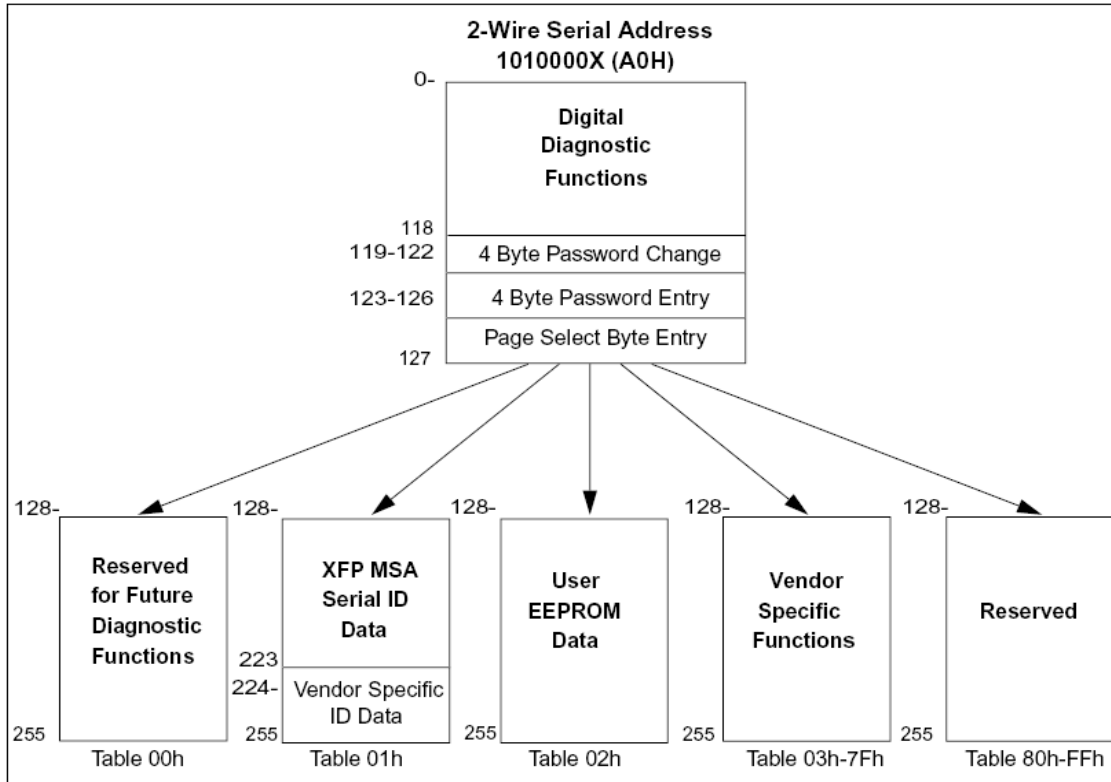 2-Wire Serial Address
1010000X (A0H)
0-
Digital
Diagnostic
Functions
118
119-122
4 Byte Password Change
123-126
4 Byte Password Entry
Page Select Byte Entry
127
128-
Reserved
for Future
Diagnostic
Functions
255
Table 00h
128-
XFP MSA
Serial ID
Data
223
224-
Vendor Specific
ID Data
255
Table 01h
128-
User
EEPROM
Data
255
Table 02h
128-
Vendor
Specific
Functions
255
Table 03h-7Fh
128-
Reserved
255
Table 80h-FFh